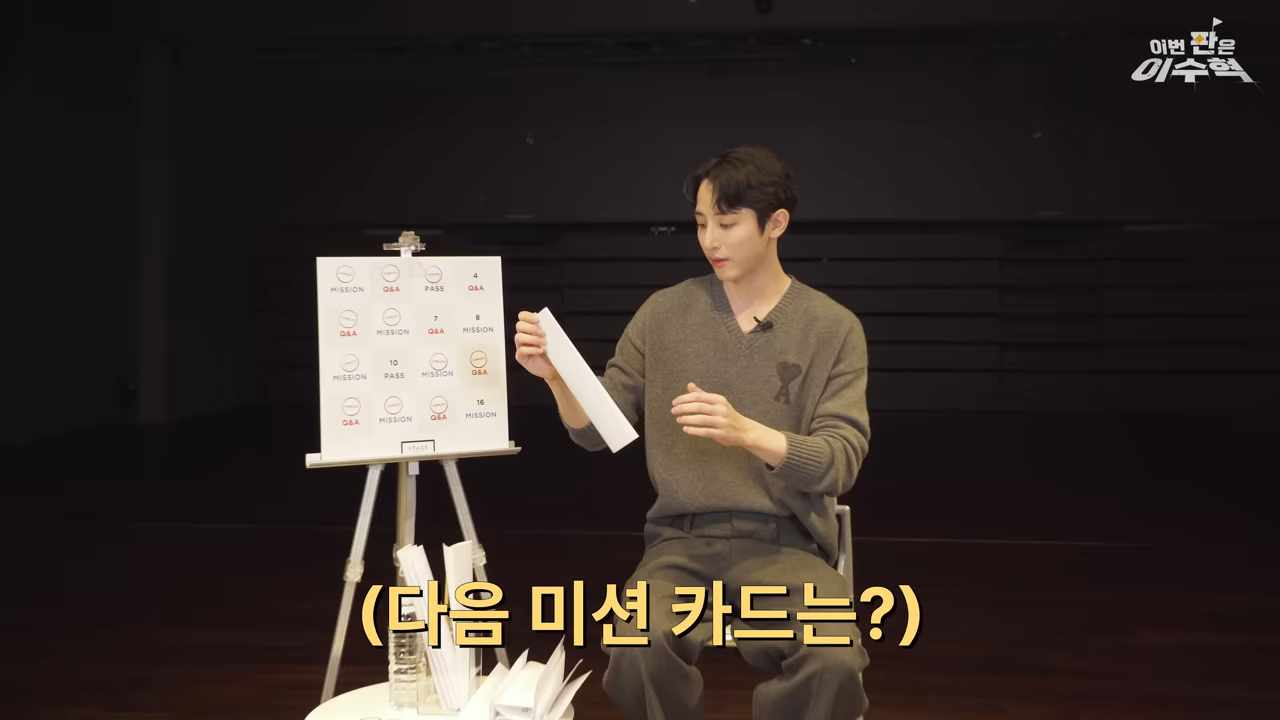 이번 판은
이수혁
MISSION Q&A PASS 4 Q&A
Q&A MISSION 7 Q&A 8 MISSION
MISSION 10 PASS MISSION Q&A
Q&A MISSION Q&A 16 MISSION
STAGE
(다음 미션 카드는?)